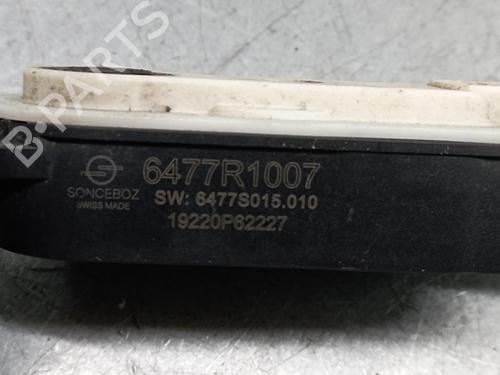 B-PARTS
6477R1007
SONCEBOZ
SWISS MADE
SW: 6477S015.010
19220P62227